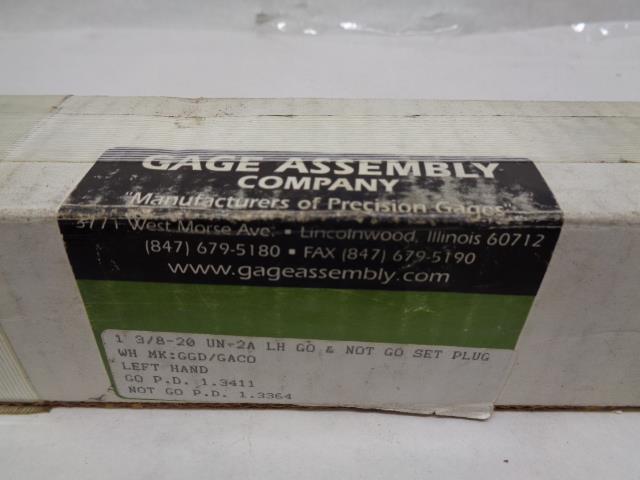 GAGE ASSEMBLY
COMPANY
"Manufacturers of Precision Gages"
3771 West Morse Ave. • Lincolnwood, Illinois 60712
(847) 679-5180 • FAX (847) 679-5190
www.gageassembly.com
1 3/8-20 UN-2A LH GO & NOT GO SET PLUG
WH MK:GGD/GACO
LEFT HAND
GO P.D. 1.3411
NOT GO P.D. 1.3364